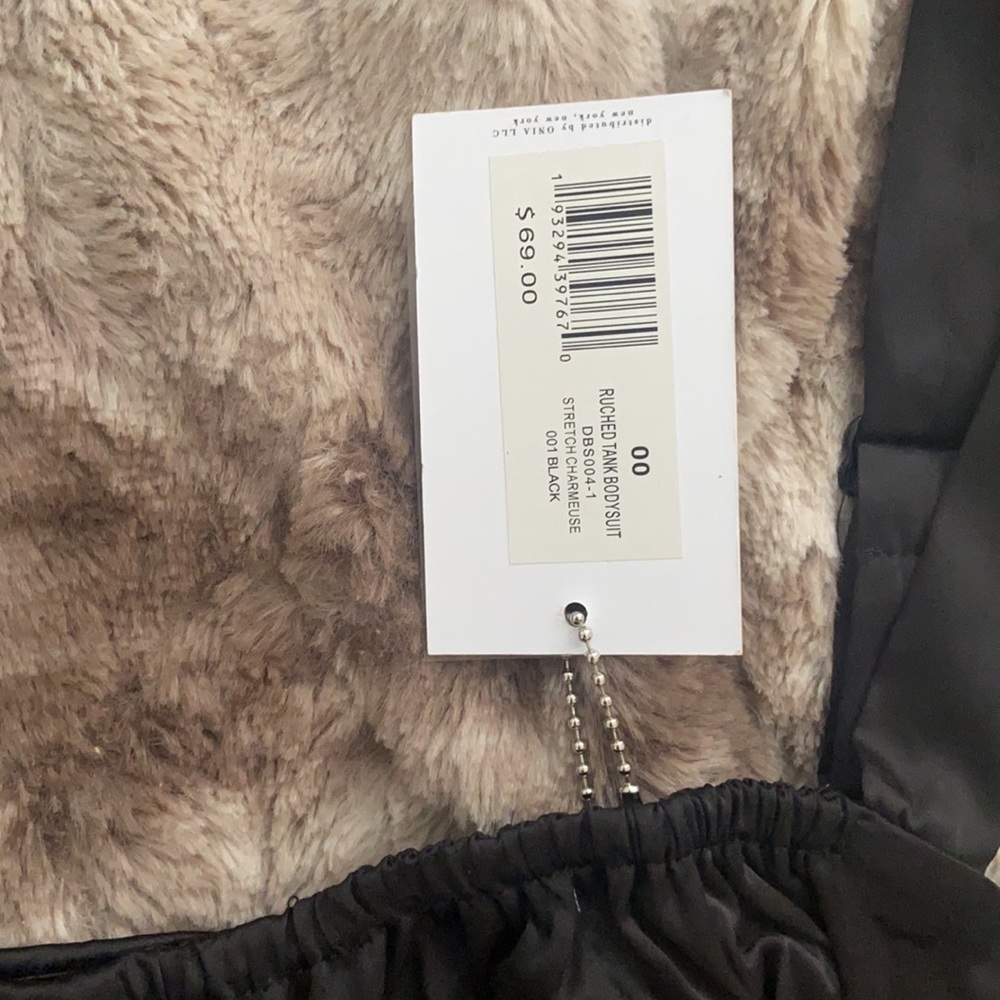 distributed by ONIA LLC
new york, new york
00
RUCHED TANK BODYSUIT
DBS004-1
STRETCH CHARMEUSE
001 BLACK
1 93294 39767 0
$ 69.00